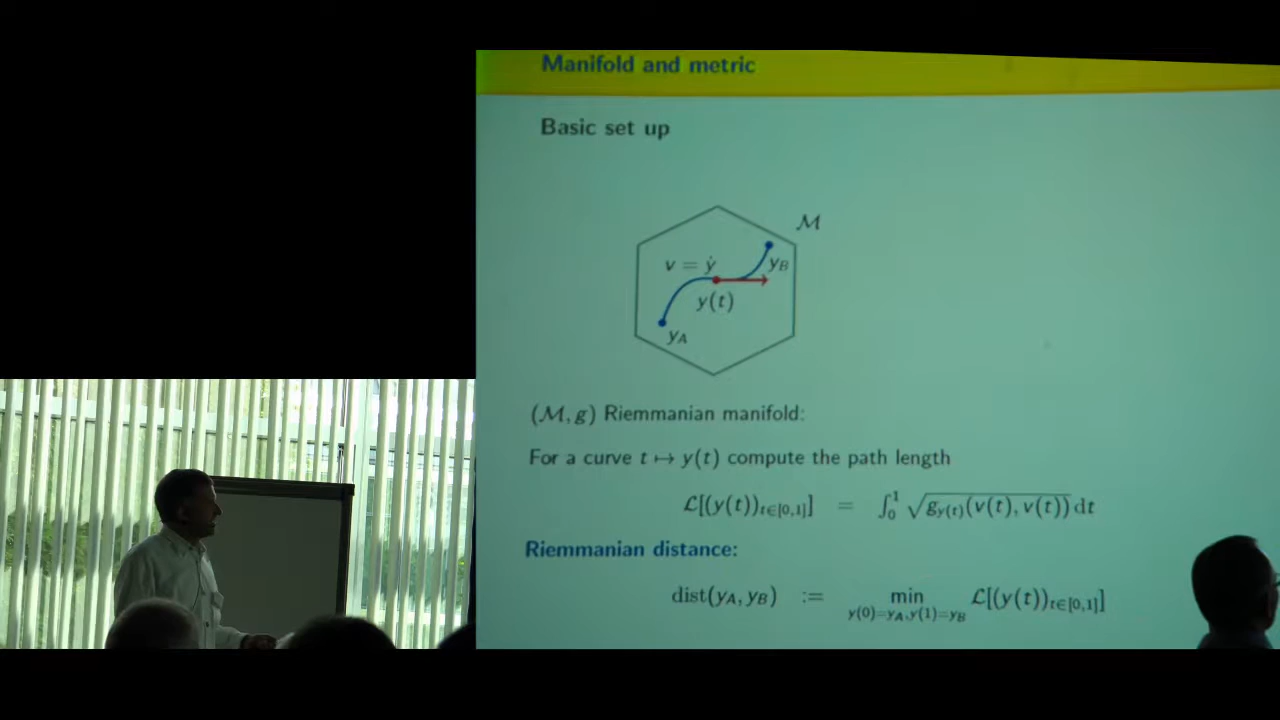 Manifold and metric
Basic set up
ℳ
v = ẏ
y_B
y(t)
y_A
(ℳ, g) Riemmanian manifold:
For a curve t ↦ y(t) compute the path length
ℒ[(y(t))_{t∈[0,1]}] = ∫_0^1 √(g_{y(t)}(v(t), v(t))) dt
Riemmanian distance:
dist(y_A, y_B) := min_{y(0)=y_A, y(1)=y_B} ℒ[(y(t))_{t∈[0,1]}]